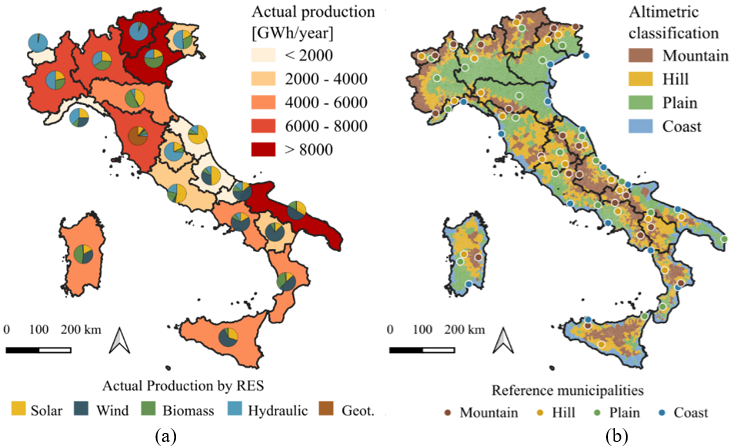 Actual production
[GWh/year]
< 2000
2000 - 4000
4000 - 6000
6000 - 8000
> 8000
0 100 200 km
Actual Production by RES
Solar Wind Biomass Hydraulic Geot.
(a)
Altimetric
classification
Mountain
Hill
Plain
Coast
0 100 200 km
Reference municipalities
Mountain Hill Plain Coast
(b)